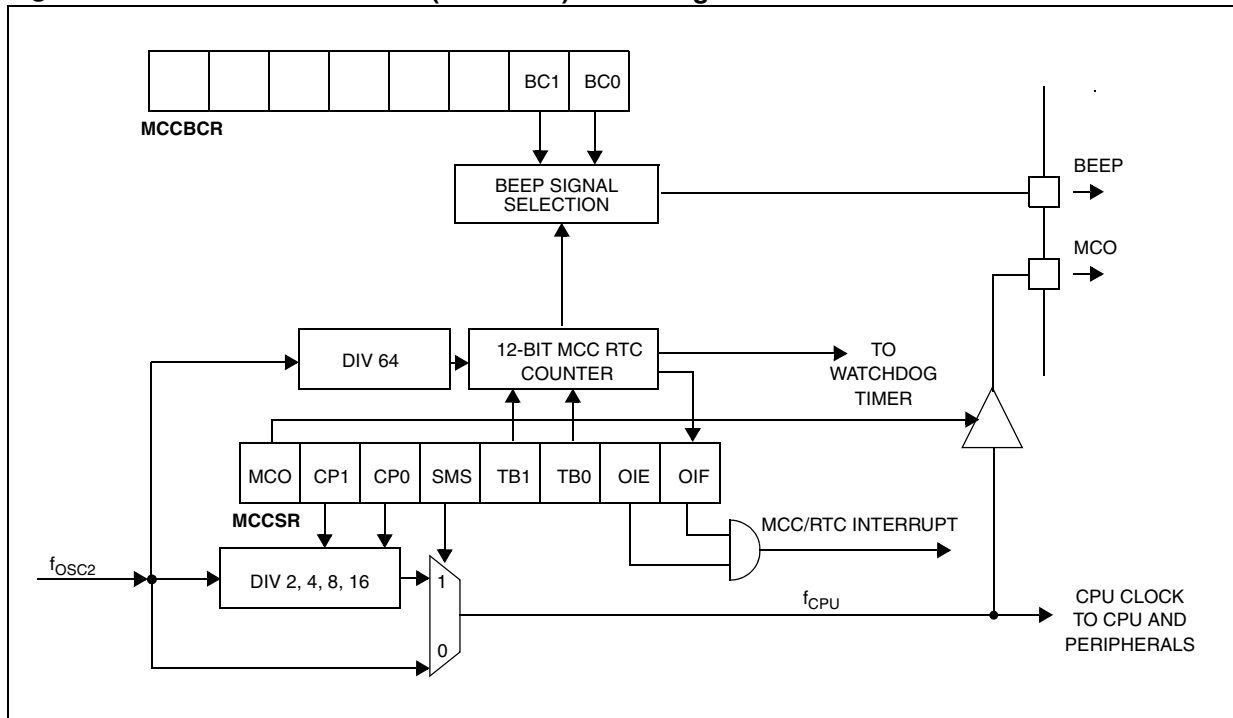 BC1 BC0
MCCBCR
BEEP SIGNAL
SELECTION
BEEP
MCO
DIV 64
12-BIT MCC RTC
COUNTER
TO
WATCHDOG
TIMER
MCO CP1 CP0 SMS TB1 TB0 OIE OIF
MCCSR
MCC/RTC INTERRUPT
fOSC2
DIV 2, 4, 8, 16
1
0
fCPU
CPU CLOCK
TO CPU AND
PERIPHERALS